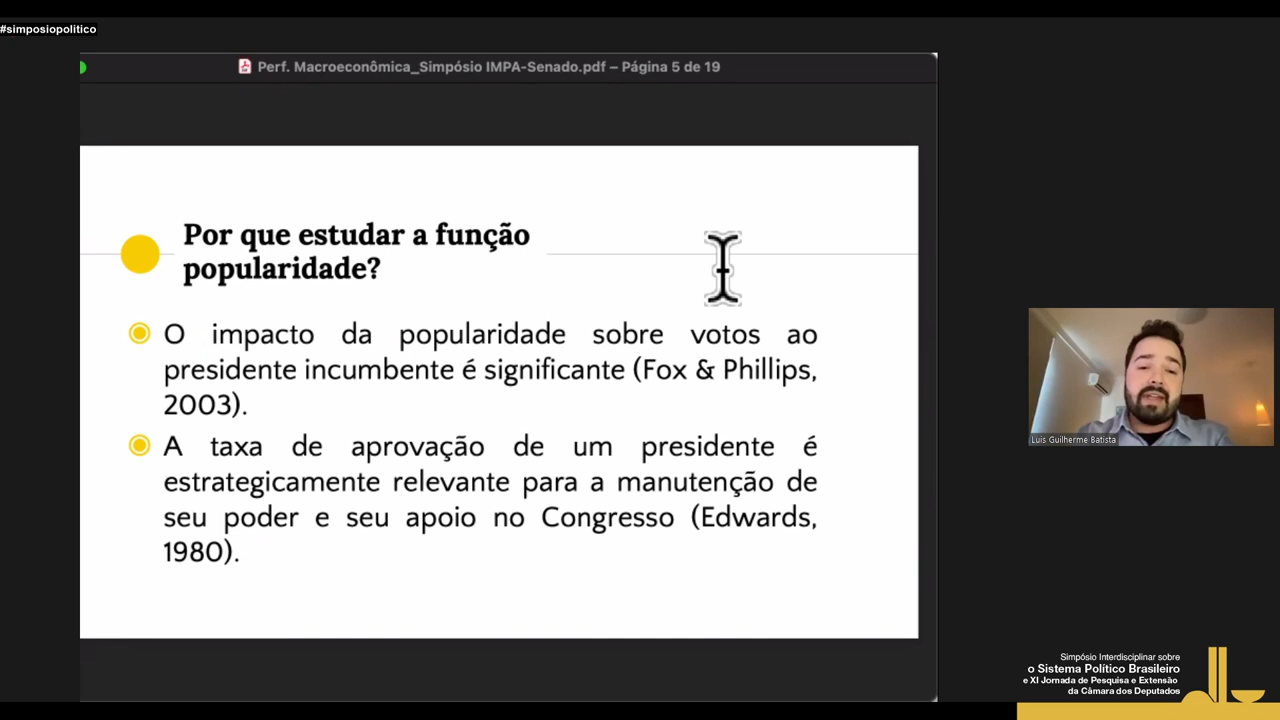 #simposiopolitico
Perf. Macroeconômica_Simpósio IMPA-Senado.pdf – Página 5 de 19
Por que estudar a função
popularidade?
O impacto da popularidade sobre votos ao
presidente incumbente é significante (Fox & Phillips,
2003).
A taxa de aprovação de um presidente é
estrategicamente relevante para a manutenção de
seu poder e seu apoio no Congresso (Edwards,
1980).
Luis Guilherme Batista
Simpósio Interdisciplinar sobre
o Sistema Político Brasileiro
e XI Jornada de Pesquisa e Extensão
da Câmara dos Deputados